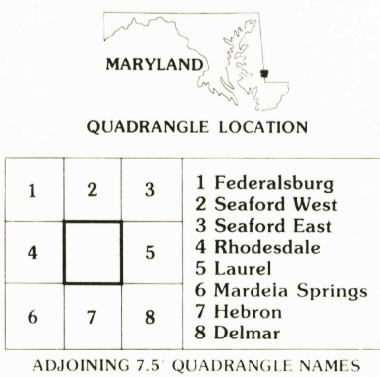 MARYLAND
QUADRANGLE LOCATION
1 2 3
4 5
6 7 8
1 Federalsburg
2 Seaford West
3 Seaford East
4 Rhodesdale
5 Laurel
6 Mardela Springs
7 Hebron
8 Delmar
ADJOINING 7.5' QUADRANGLE NAMES